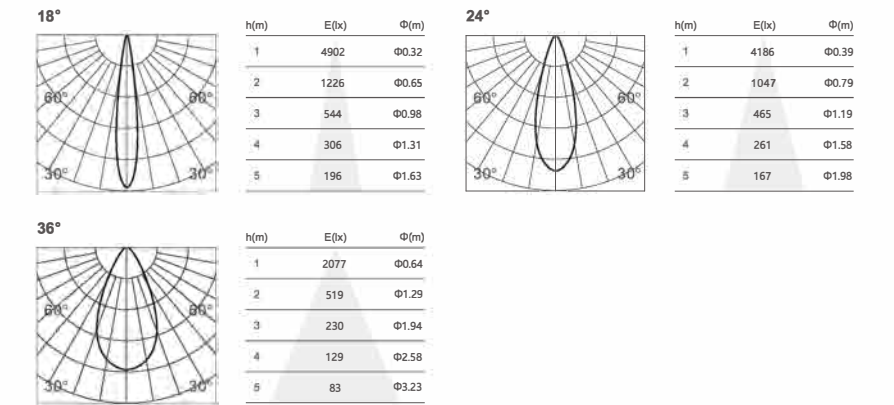 18°
h(m) E(lx) Φ(m)
60° 60°
30° 30°
1 4902 Φ0.32
2 1226 Φ0.65
3 544 Φ0.98
4 306 Φ1.31
5 196 Φ1.63
24°
h(m) E(lx) Φ(m)
60° 60°
30° 30°
1 4186 Φ0.39
2 1047 Φ0.79
3 465 Φ1.19
4 261 Φ1.58
5 167 Φ1.98
36°
h(m) E(lx) Φ(m)
60° 60°
30° 30°
1 2077 Φ0.64
2 519 Φ1.29
3 230 Φ1.94
4 129 Φ2.58
5 83 Φ3.23